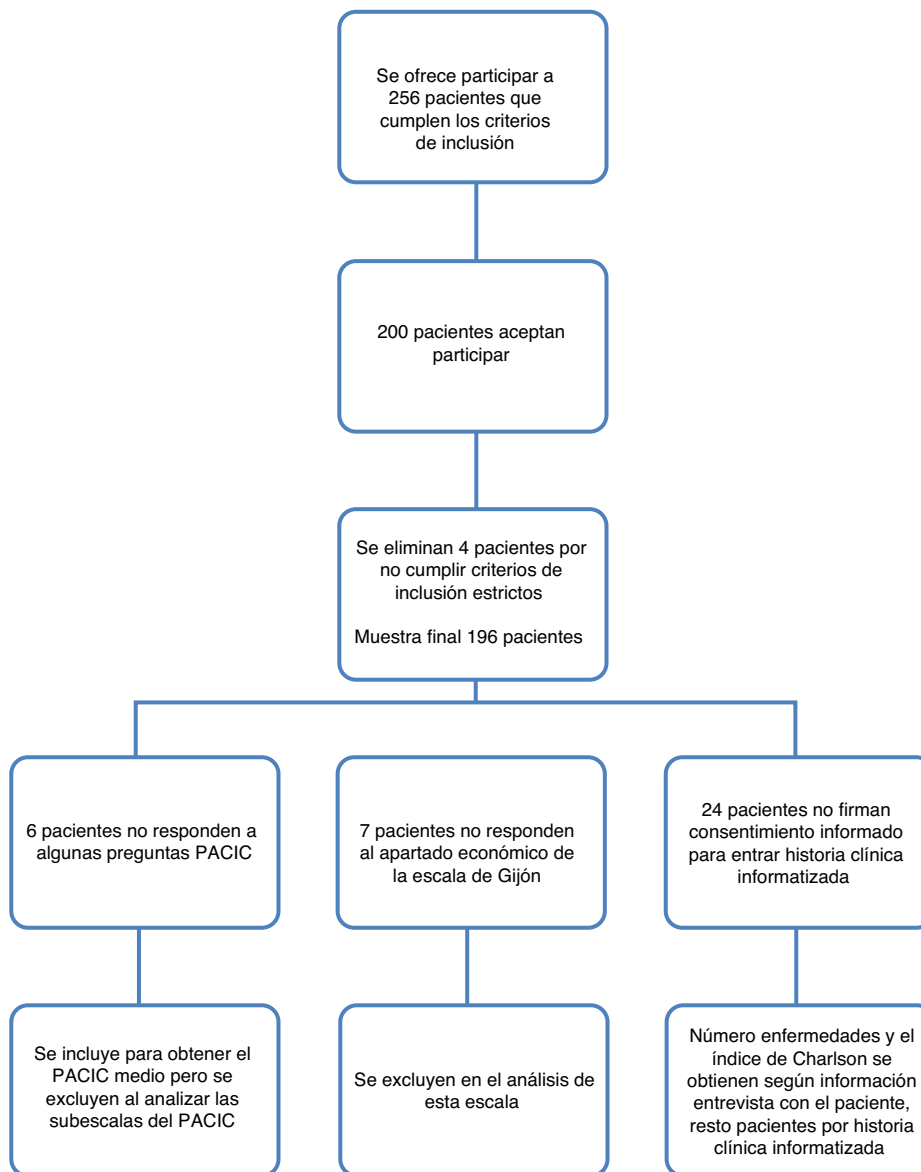 Se ofrece participar a
256 pacientes que
cumplen los criterios
de inclusión
200 pacientes aceptan
participar
Se eliminan 4 pacientes por
no cumplir criterios de
inclusión estrictos
Muestra final 196 pacientes
6 pacientes no responden a
algunas preguntas PACIC
7 pacientes no responden
al apartado económico de
la escala de Gijón
24 pacientes no firman
consentimiento informado
para entrar historia clínica
informatizada
Se incluye para obtener el
PACIC medio pero se
excluyen al analizar las
subescalas del PACIC
Se excluyen en el análisis de
esta escala
Número enfermedades y el
índice de Charlson se
obtienen según información
entrevista con el paciente,
resto pacientes por historia
clínica informatizada